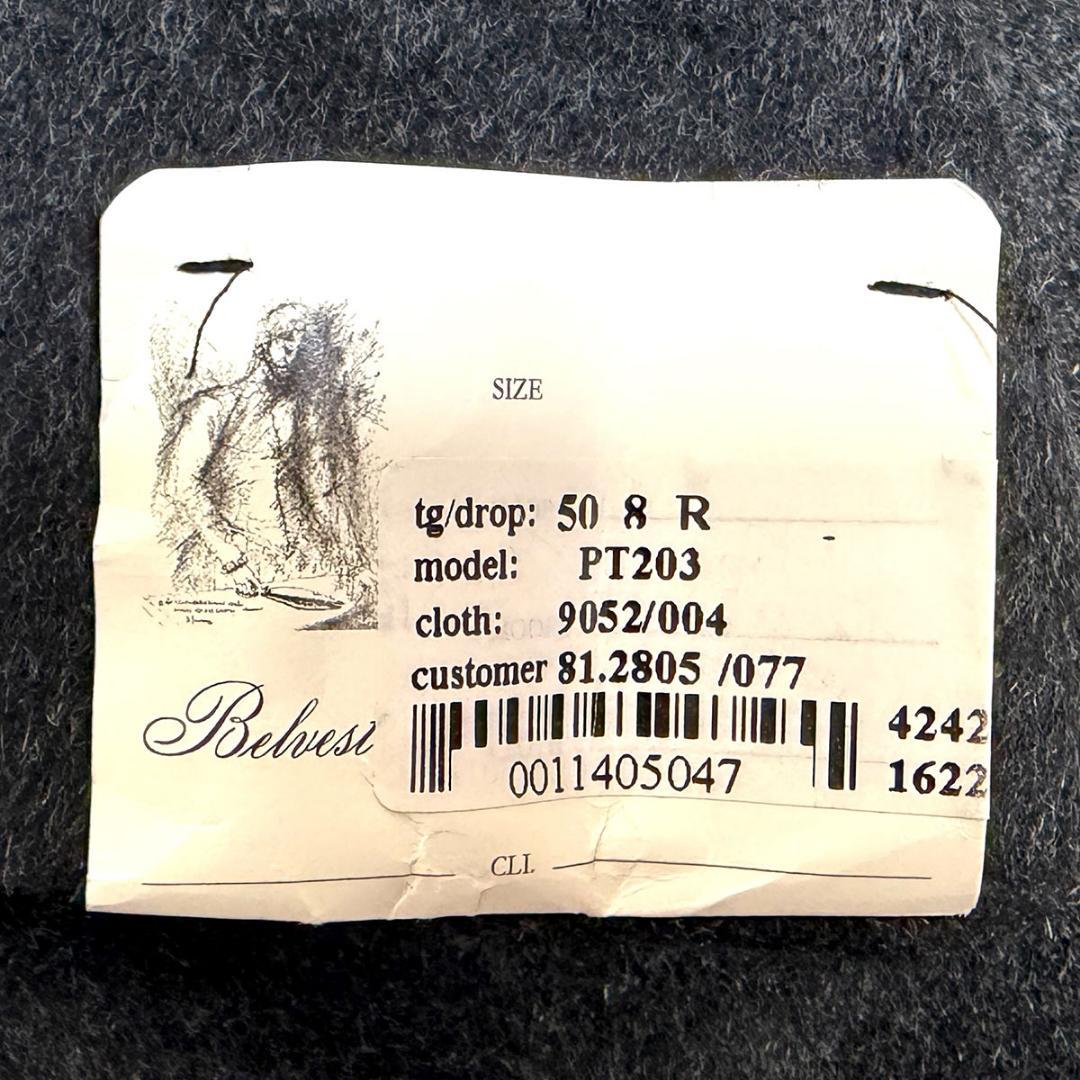 SIZE
tg/drop: 50 8 R
model: PT203
cloth: 9052/004
customer 81.2805 /077
Belvest
4242
0011405047
1622
CLI.